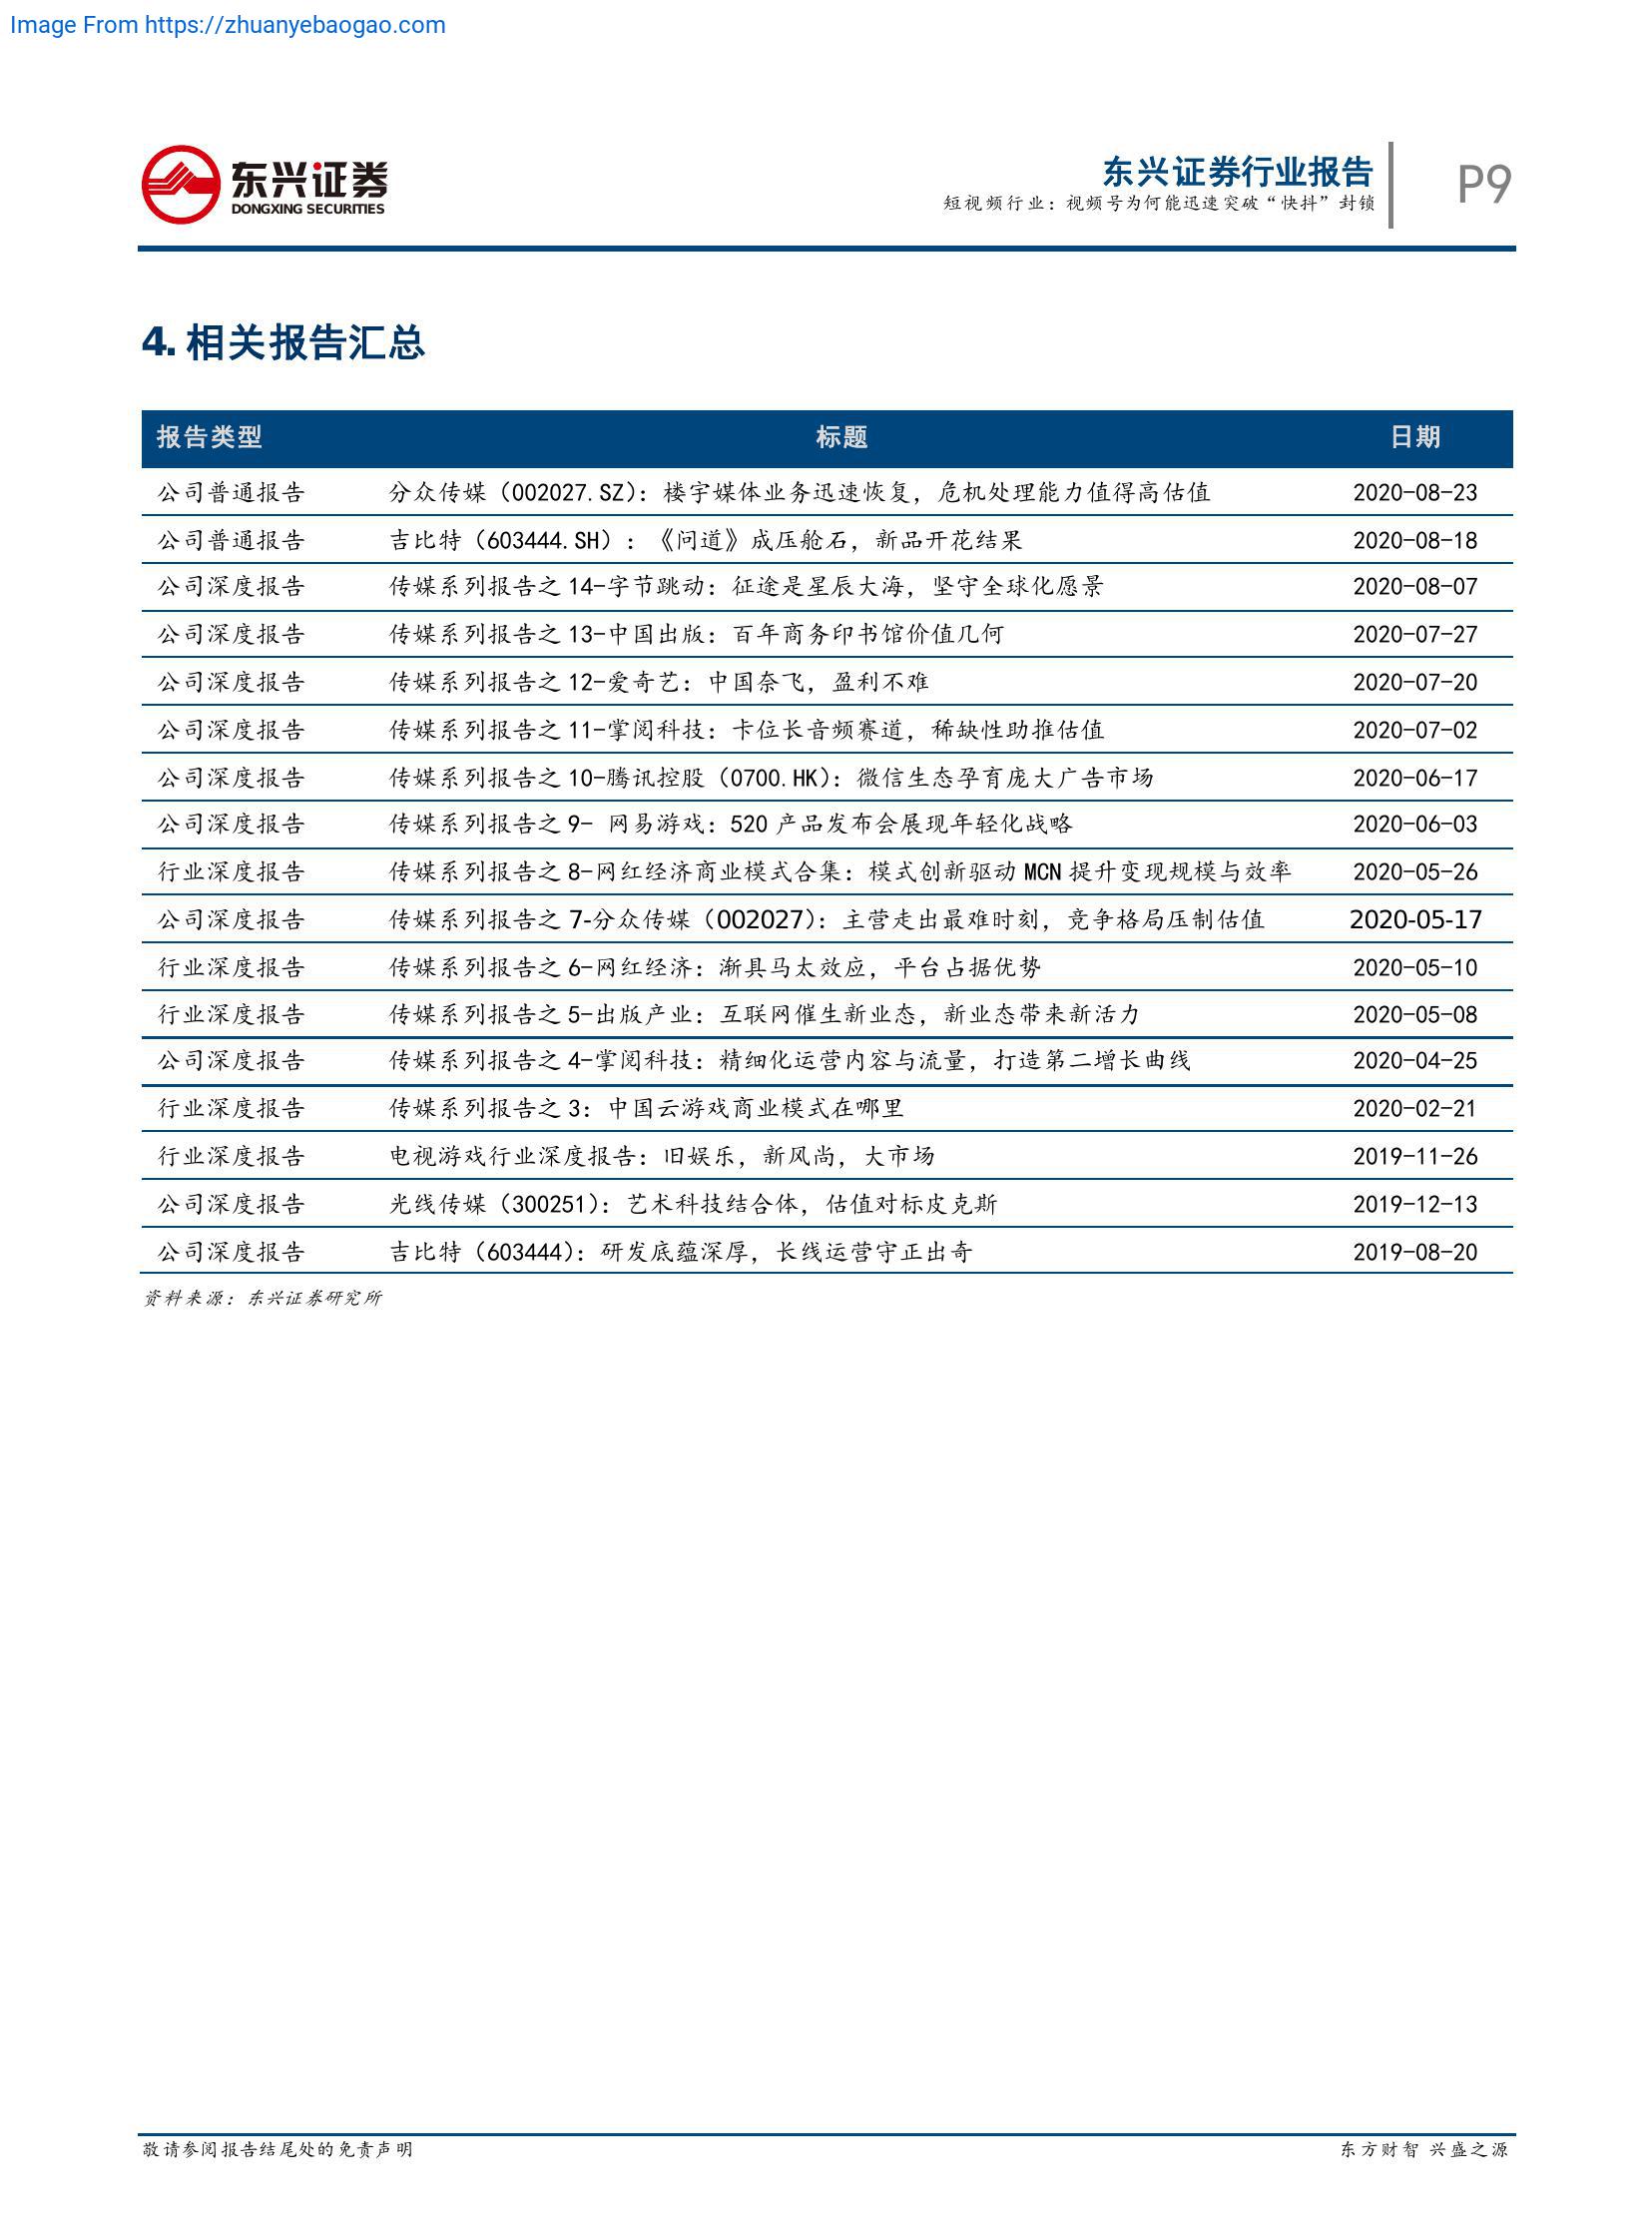 Image From https://zhuanyebaogao.com
东兴证券
DONGXING SECURITIES
东兴证券行业报告
短视频行业：视频号为何能迅速突破“快抖”封锁
P9
4. 相关报告汇总
报告类型 标题 日期
公司普通报告 分众传媒（002027.SZ）：楼宇媒体业务迅速恢复，危机处理能力值得高估值 2020-08-23
公司普通报告 吉比特（603444.SH）：《问道》成压舱石，新品开花结果 2020-08-18
公司深度报告 传媒系列报告之 14-字节跳动：征途是星辰大海，坚守全球化愿景 2020-08-07
公司深度报告 传媒系列报告之 13-中国出版：百年商务印书馆价值几何 2020-07-27
公司深度报告 传媒系列报告之 12-爱奇艺：中国奈飞，盈利不难 2020-07-20
公司深度报告 传媒系列报告之 11-掌阅科技：卡位长音频赛道，稀缺性助推估值 2020-07-02
公司深度报告 传媒系列报告之 10-腾讯控股（0700.HK）：微信生态孕育庞大广告市场 2020-06-17
公司深度报告 传媒系列报告之 9- 网易游戏：520 产品发布会展现年轻化战略 2020-06-03
行业深度报告 传媒系列报告之 8-网红经济商业模式合集：模式创新驱动 MCN 提升变现规模与效率 2020-05-26
公司深度报告 传媒系列报告之 7-分众传媒（002027）：主营走出最难时刻，竞争格局压制估值 2020-05-17
行业深度报告 传媒系列报告之 6-网红经济：渐具马太效应，平台占据优势 2020-05-10
行业深度报告 传媒系列报告之 5-出版产业：互联网催生新业态，新业态带来新活力 2020-05-08
公司深度报告 传媒系列报告之 4-掌阅科技：精细化运营内容与流量，打造第二增长曲线 2020-04-25
行业深度报告 传媒系列报告之 3：中国云游戏商业模式在哪里 2020-02-21
行业深度报告 电视游戏行业深度报告：旧娱乐，新风尚，大市场 2019-11-26
公司深度报告 光线传媒（300251）：艺术科技结合体，估值对标皮克斯 2019-12-13
公司深度报告 吉比特（603444）：研发底蕴深厚，长线运营守正出奇 2019-08-20
资料来源：东兴证券研究所
敬请参阅报告结尾处的免责声明
东方财智 兴盛之源